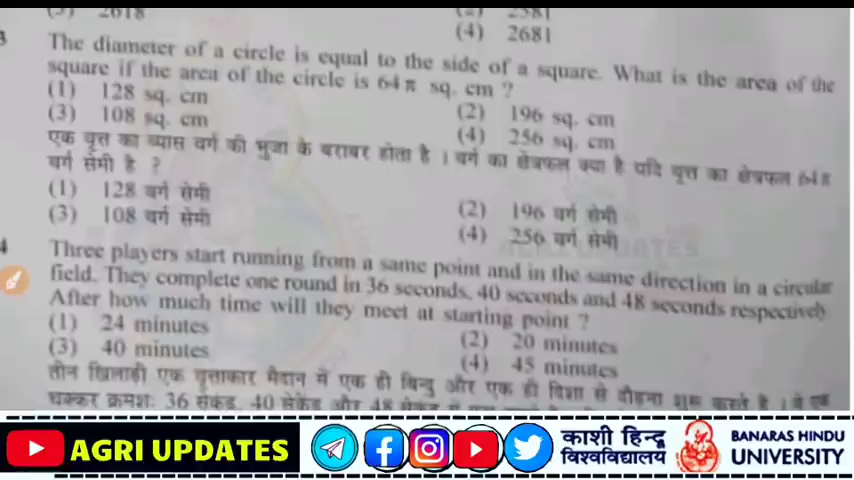 (3) 2618
(2) 2581
(4) 2681
3 The diameter of a circle is equal to the side of a square. What is the area of the
square if the area of the circle is 64π sq. cm ?
(1) 128 sq. cm
(2) 196 sq. cm
(3) 108 sq. cm
(4) 256 sq. cm
एक वृत्त का व्यास वर्ग की भुजा के बराबर होता है । वर्ग का क्षेत्रफल क्या है यदि वृत्त का क्षेत्रफल 64π
वर्ग सेमी है ?
(1) 128 वर्ग सेमी
(2) 196 वर्ग सेमी
(3) 108 वर्ग सेमी
(4) 256 वर्ग सेमी
4 Three players start running from a same point and in the same direction in a circular
field. They complete one round in 36 seconds, 40 seconds and 48 seconds respectively.
After how much time will they meet at starting point ?
(1) 24 minutes
(2) 20 minutes
(3) 40 minutes
(4) 45 minutes
तीन खिलाड़ी एक वृत्ताकार मैदान में एक ही बिन्दु और एक ही दिशा से दौड़ना शुरू करते है । वे एक
चक्कर क्रमशः 36 सेकंड, 40 सेकेंड और 48
AGRI UPDATES
काशी हिन्दू
विश्वविद्यालय
BANARAS HINDU
UNIVERSITY